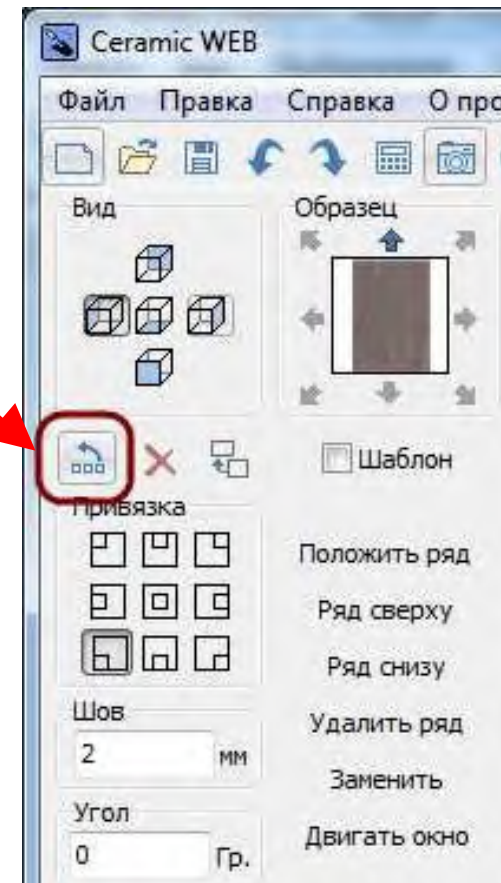 Ceramic WEB
Файл Правка Справка О про
Вид
Образец
Шаблон
Привязка
Положить ряд
Ряд сверху
Ряд снизу
Удалить ряд
Заменить
Двигать окно
Шов
2 мм
Угол
0 Гр.